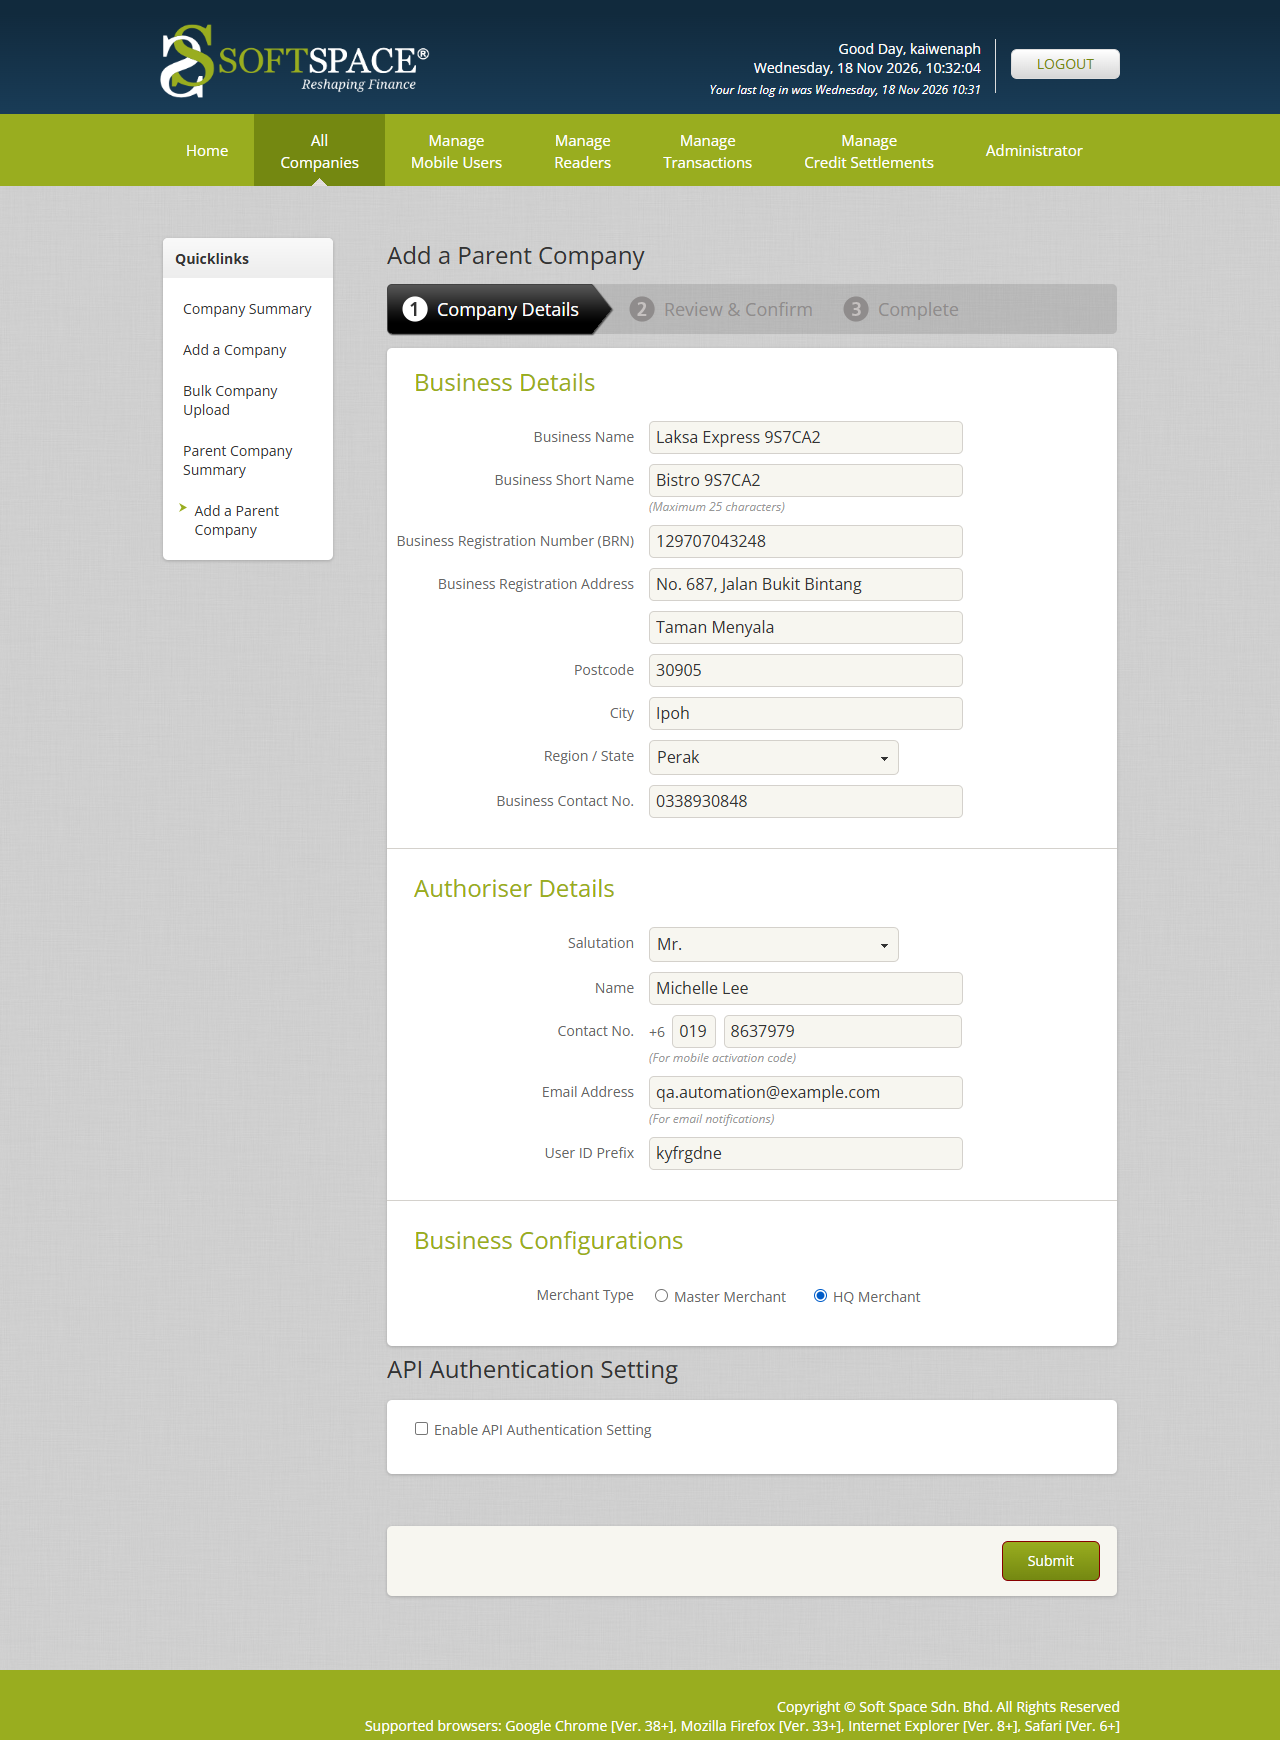 SOFTSPACE®
Reshaping Finance
Good Day, kaiwenaph
Wednesday, 18 Nov 2026, 10:32:04
Your last log in was Wednesday, 18 Nov 2026 10:31
LOGOUT
Home
All
Companies
Manage
Mobile Users
Manage
Readers
Manage
Transactions
Manage
Credit Settlements
Administrator
Quicklinks
Company Summary
Add a Company
Bulk Company
Upload
Parent Company
Summary
Add a Parent
Company
Add a Parent Company
1 Company Details
2 Review & Confirm
3 Complete
Business Details
Business Name Laksa Express 9S7CA2
Business Short Name Bistro 9S7CA2
(Maximum 25 characters)
Business Registration Number (BRN) 129707043248
Business Registration Address No. 687, Jalan Bukit Bintang
Taman Menyala
Postcode 30905
City Ipoh
Region / State Perak
Business Contact No. 0338930848
Authoriser Details
Salutation Mr.
Name Michelle Lee
Contact No. +6 019 8637979
(For mobile activation code)
Email Address qa.automation@example.com
(For email notifications)
User ID Prefix kyfrgdne
Business Configurations
Merchant Type Master Merchant HQ Merchant
API Authentication Setting
Enable API Authentication Setting
Submit
Copyright © Soft Space Sdn. Bhd. All Rights Reserved
Supported browsers: Google Chrome [Ver. 38+], Mozilla Firefox [Ver. 33+], Internet Explorer [Ver. 8+], Safari [Ver. 6+]